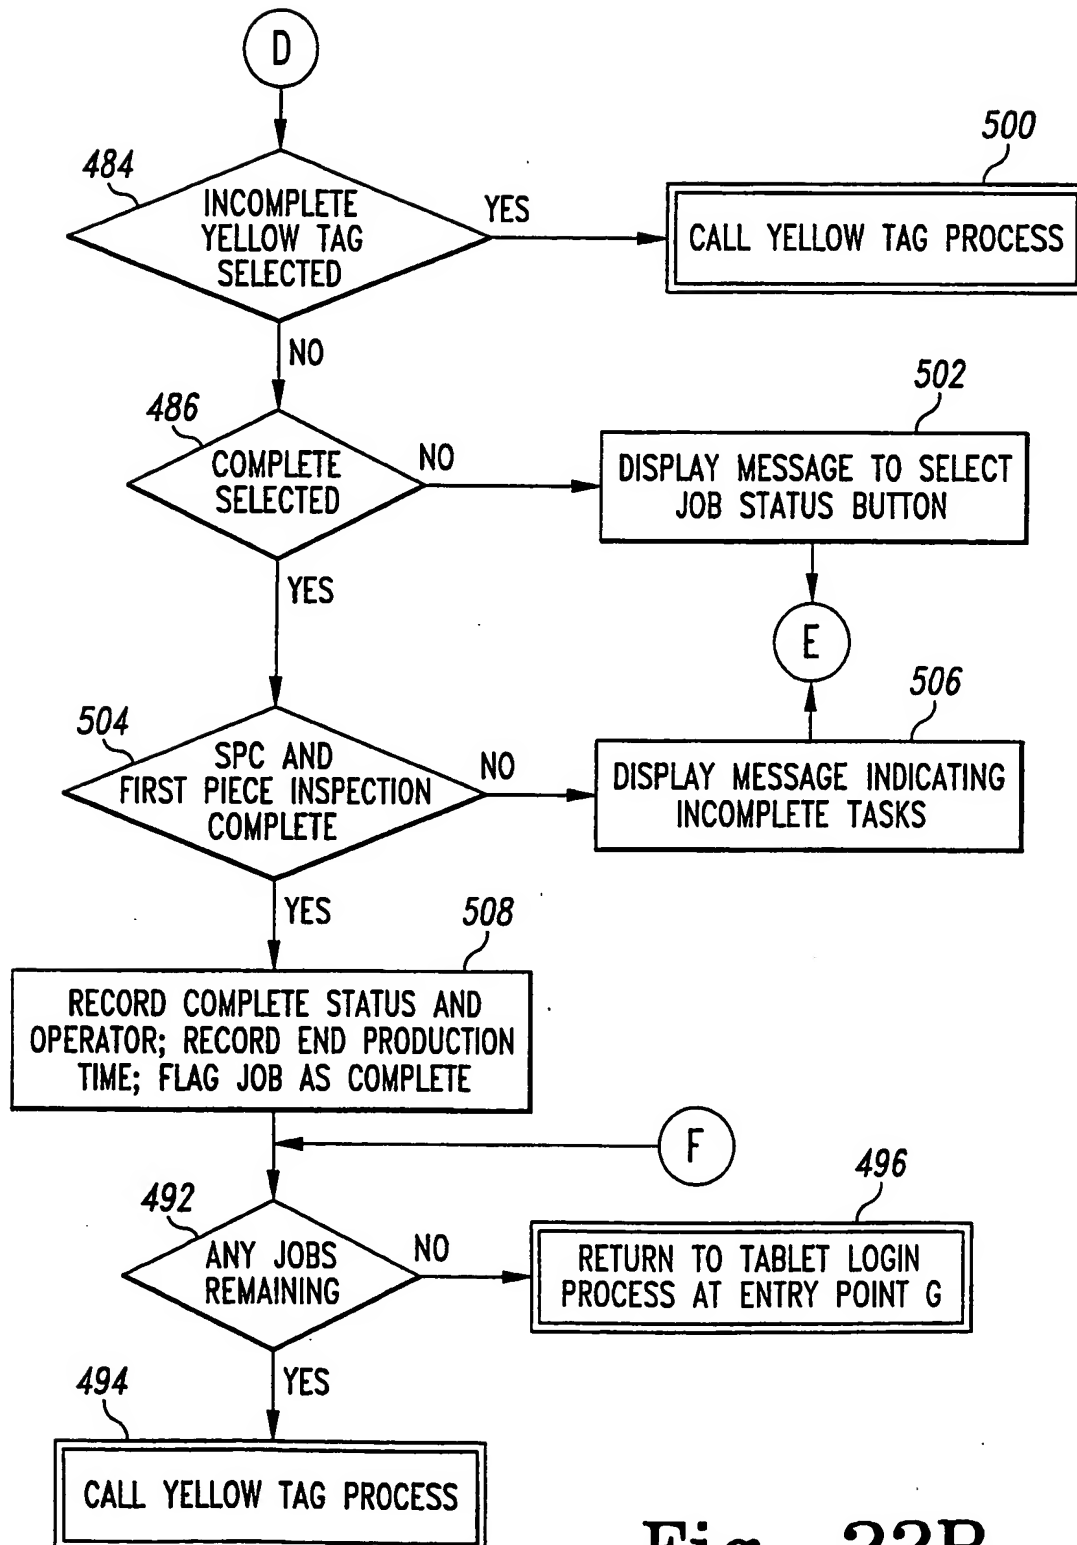 D
484
INCOMPLETE
YELLOW TAG
SELECTED
YES
500
CALL YELLOW TAG PROCESS
NO
486
COMPLETE
SELECTED
NO
502
DISPLAY MESSAGE TO SELECT
JOB STATUS BUTTON
YES
E
504
SPC AND
FIRST PIECE INSPECTION
COMPLETE
NO
506
DISPLAY MESSAGE INDICATING
INCOMPLETE TASKS
YES
508
RECORD COMPLETE STATUS AND
OPERATOR; RECORD END PRODUCTION
TIME; FLAG JOB AS COMPLETE
F
492
ANY JOBS
REMAINING
NO
496
RETURN TO TABLET LOGIN
PROCESS AT ENTRY POINT G
YES
494
CALL YELLOW TAG PROCESS
Fig.